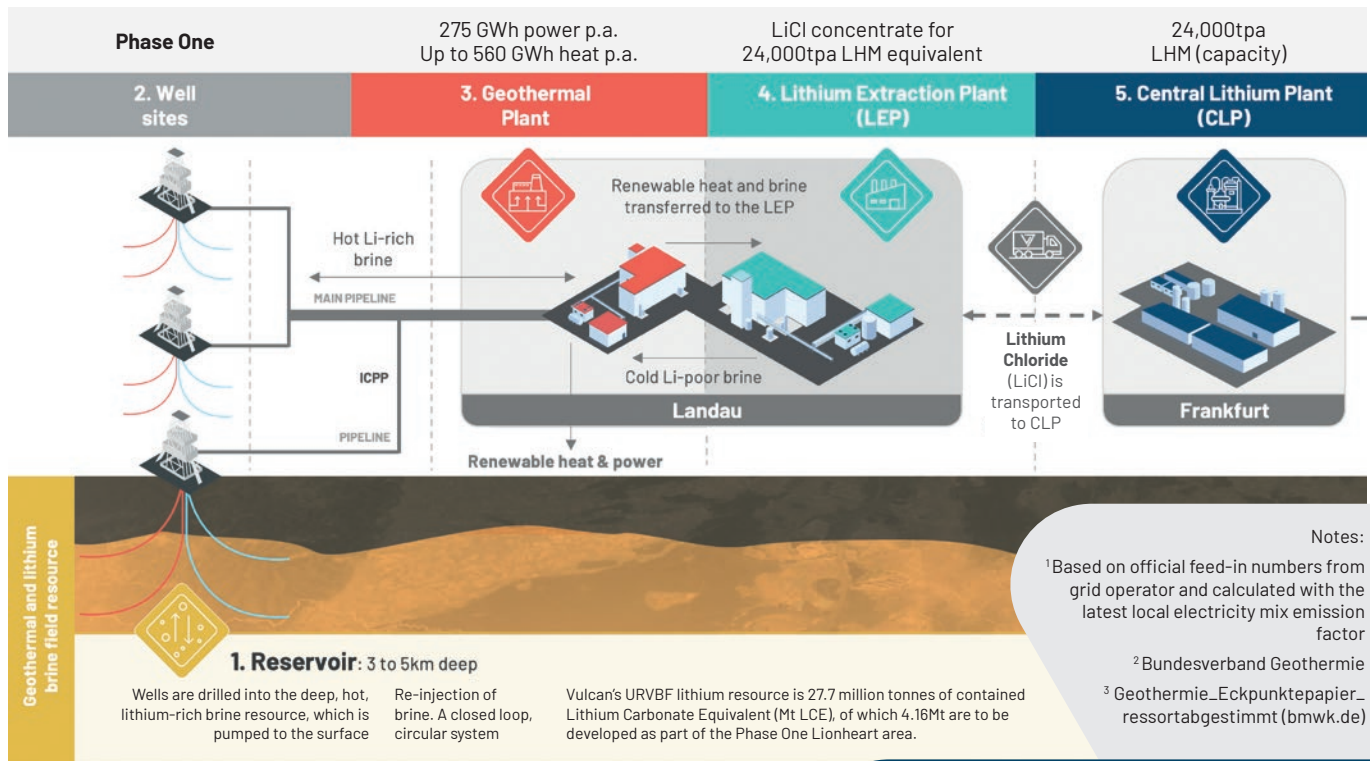 Phase One
275 GWh power p.a.
Up to 560 GWh heat p.a.
LiCl concentrate for
24,000tpa LHM equivalent
24,000tpa
LHM (capacity)
2. Well
sites
3. Geothermal
Plant
4. Lithium Extraction Plant
(LEP)
5. Central Lithium Plant
(CLP)
Renewable heat and brine
transferred to the LEP
Hot Li-rich
brine
MAIN PIPELINE
ICPP
PIPELINE
Cold Li-poor brine
Landau
Renewable heat & power
Lithium
Chloride
(LiCl) is
transported
to CLP
Frankfurt
Geothermal and lithium
brine field resource
1. Reservoir: 3 to 5km deep
Wells are drilled into the deep, hot,
lithium-rich brine resource, which is
pumped to the surface
Re-injection of
brine. A closed loop,
circular system
Vulcan's URVBF lithium resource is 27.7 million tonnes of contained
Lithium Carbonate Equivalent (Mt LCE), of which 4.16Mt are to be
developed as part of the Phase One Lionheart area.
Notes:
¹ Based on official feed-in numbers from
grid operator and calculated with the
latest local electricity mix emission
factor
² Bundesverband Geothermie
³ Geothermie_Eckpunktepapier_
ressortabgestimmt (bmwk.de)